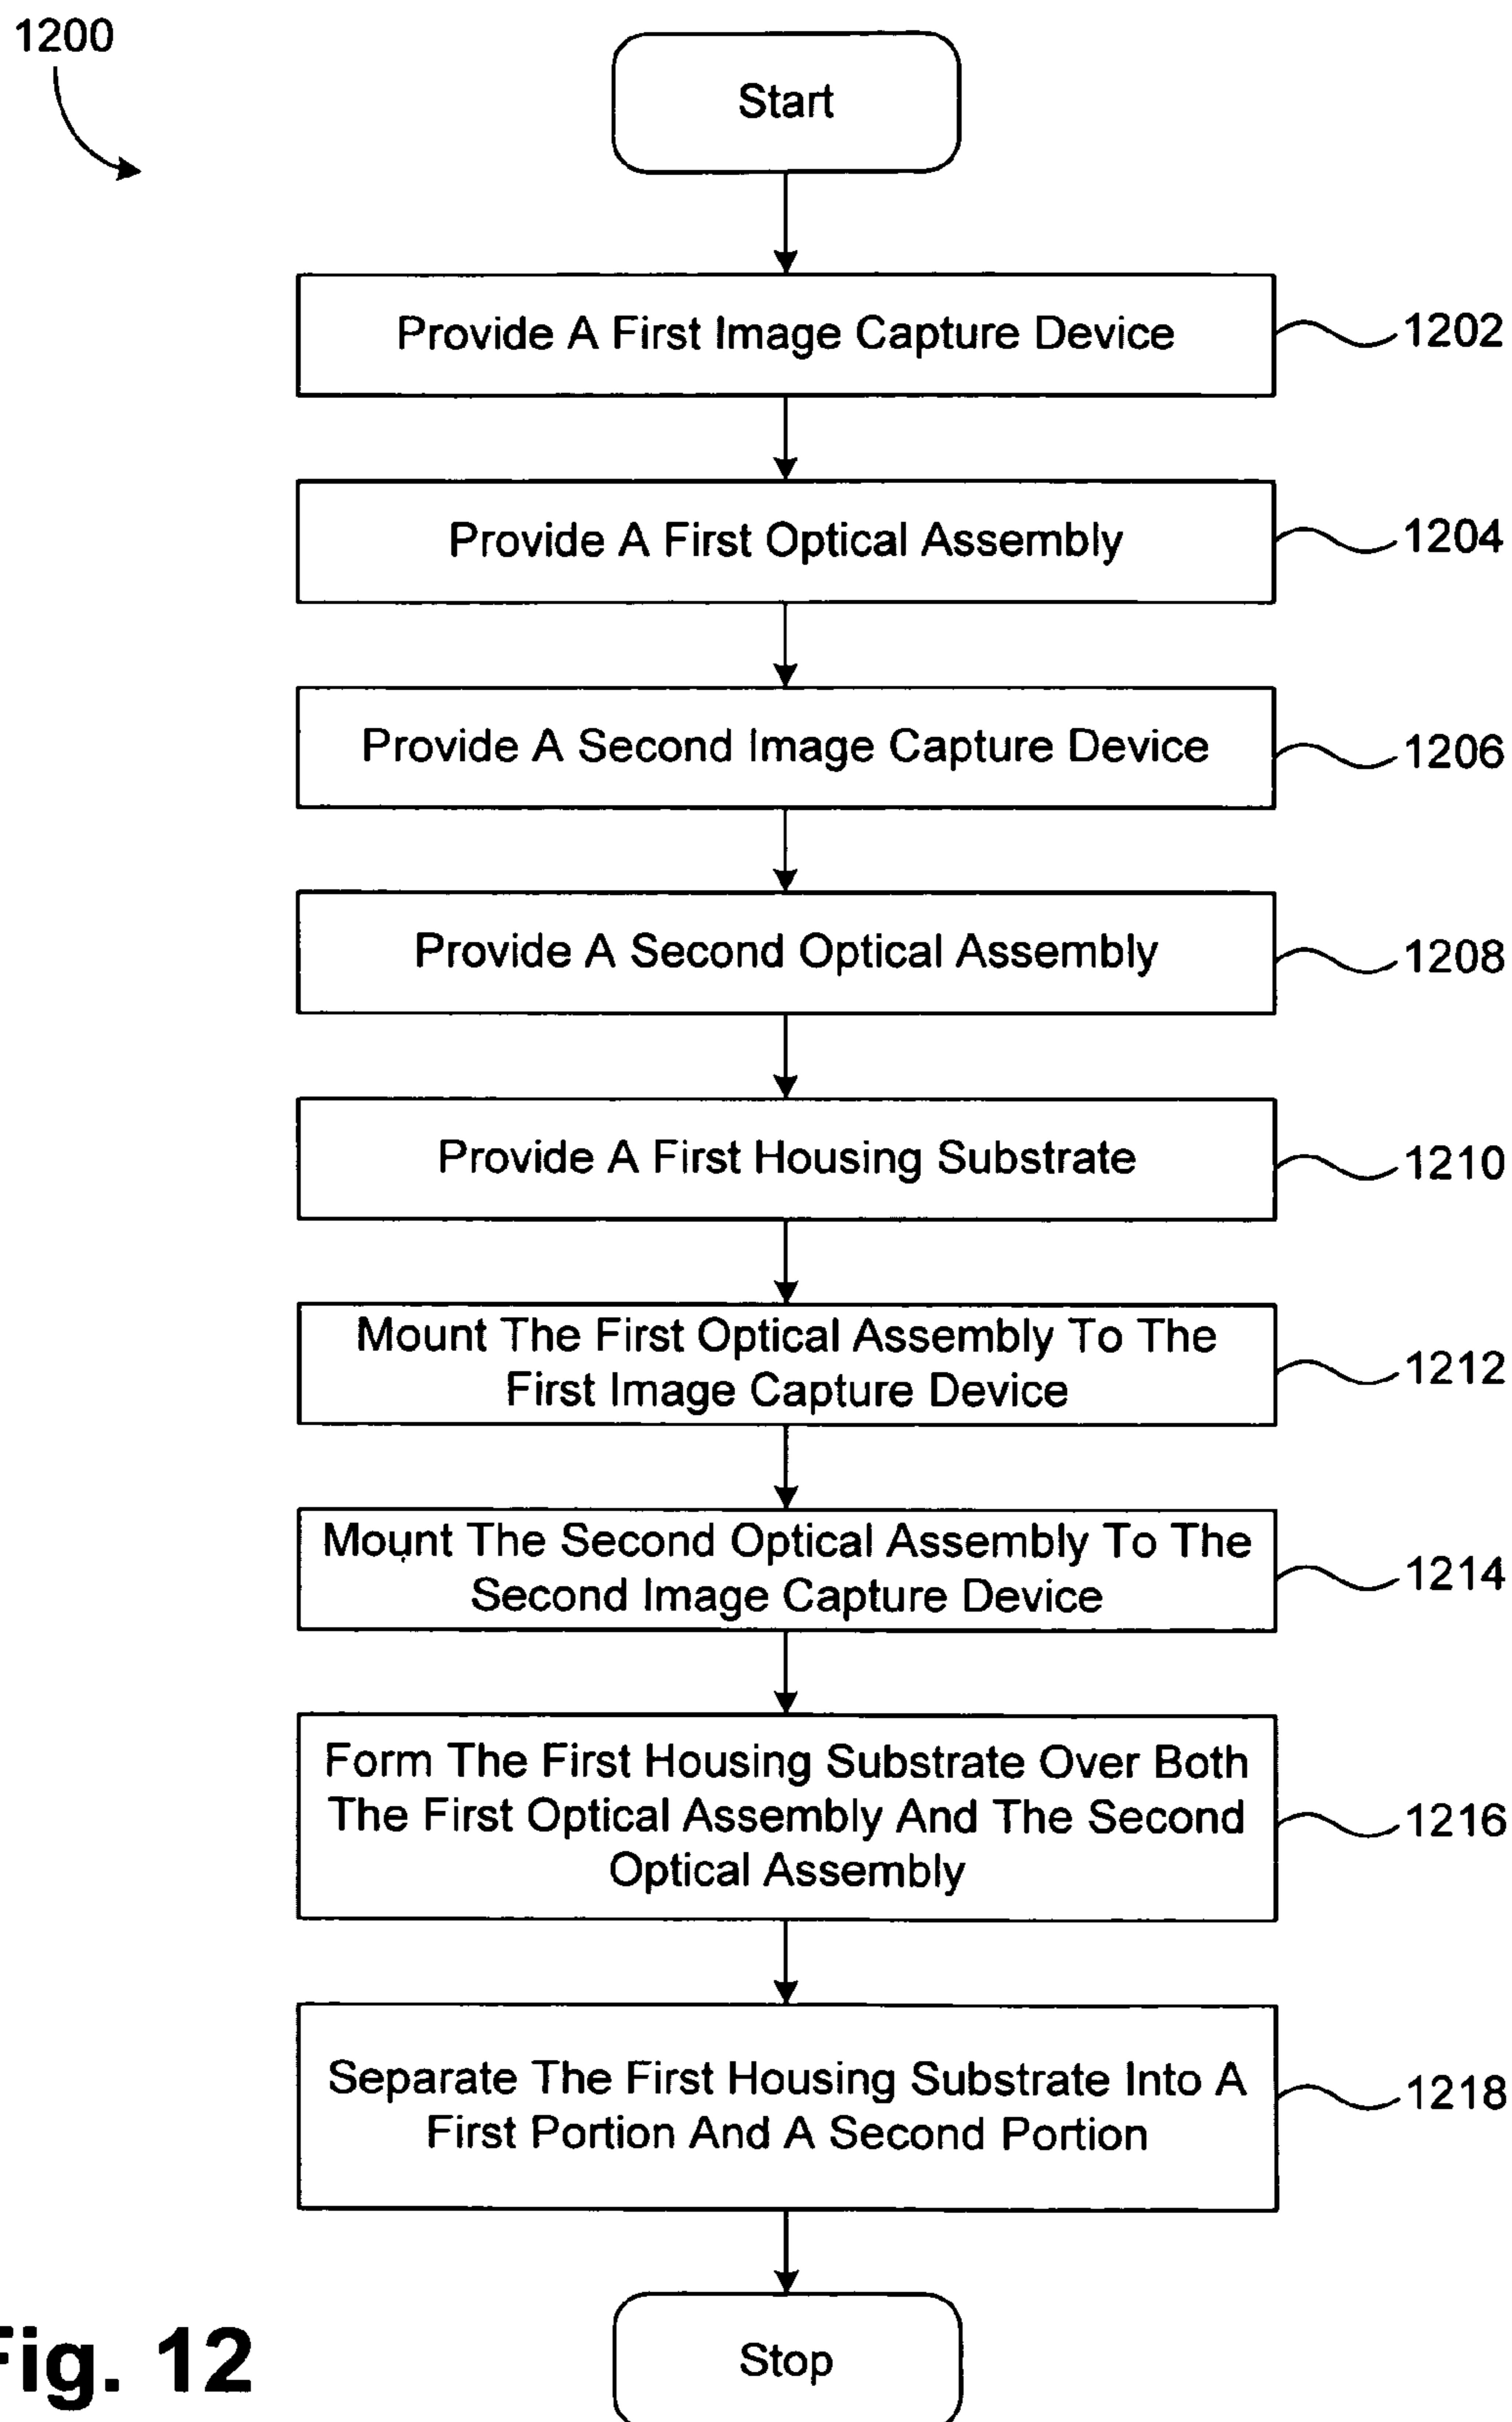 1200
Start
Provide A First Image Capture Device
1202
Provide A First Optical Assembly
1204
Provide A Second Image Capture Device
1206
Provide A Second Optical Assembly
1208
Provide A First Housing Substrate
1210
Mount The First Optical Assembly To The
First Image Capture Device
1212
Mount The Second Optical Assembly To The
Second Image Capture Device
1214
Form The First Housing Substrate Over Both
The First Optical Assembly And The Second
Optical Assembly
1216
Separate The First Housing Substrate Into A
First Portion And A Second Portion
1218
Stop
Fig. 12